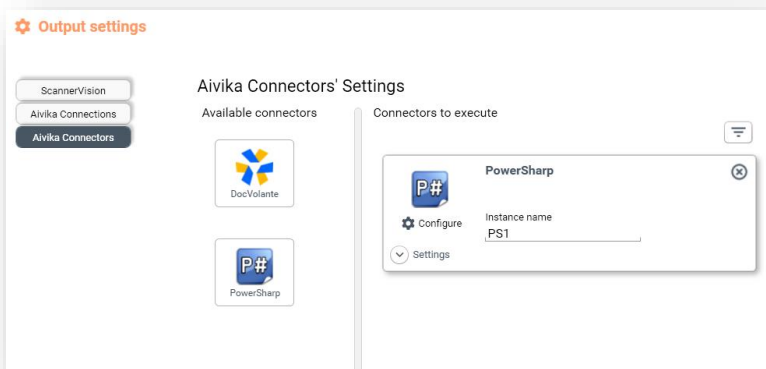 Output settings
ScannerVision
Aivika Connections
Aivika Connectors
Aivika Connectors' Settings
Available connectors
DocVolante
P#
PowerSharp
Connectors to execute
P#
PowerSharp
Configure
Instance name
PS1
Settings